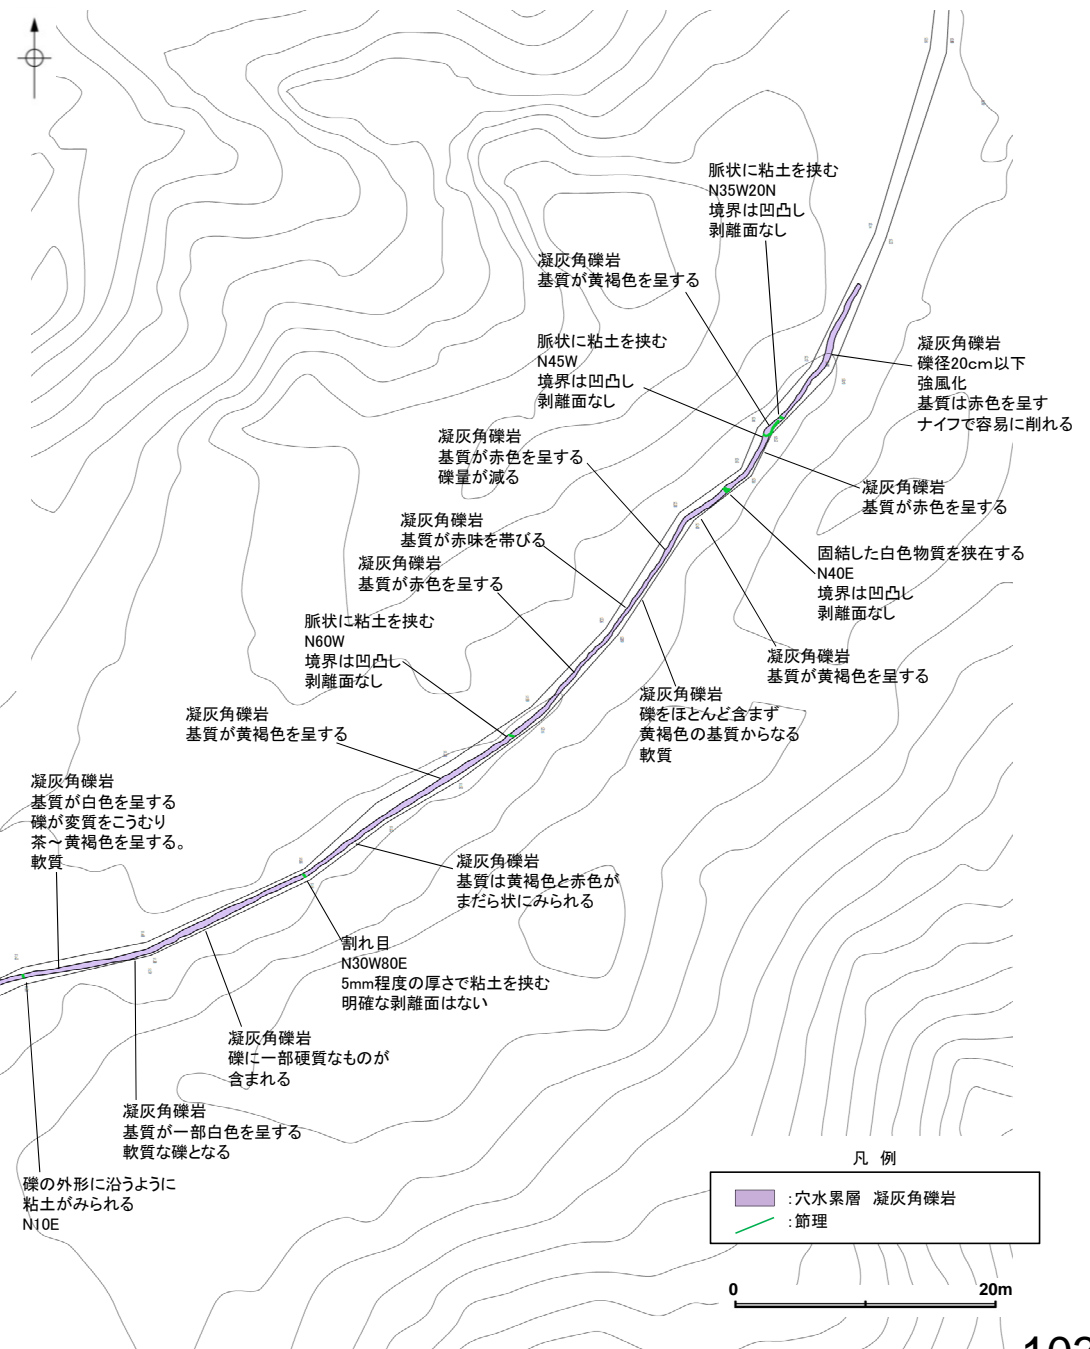 脈状に粘土を挟む
N35W20N
境界は凹凸し
剥離面なし
凝灰角礫岩
基質が黄褐色を呈する
脈状に粘土を挟む
N45W
境界は凹凸し
剥離面なし
凝灰角礫岩
礫径20cm以下
強風化
基質は赤色を呈す
ナイフで容易に削れる
凝灰角礫岩
基質が赤色を呈する
礫量が減る
凝灰角礫岩
基質が赤色を呈する
凝灰角礫岩
基質が赤味を帯びる
凝灰角礫岩
基質が赤色を呈する
固結した白色物質を狭在する
N40E
境界は凹凸し
剥離面なし
脈状に粘土を挟む
N60W
境界は凹凸し
剥離面なし
凝灰角礫岩
基質が黄褐色を呈する
凝灰角礫岩
礫をほとんど含まず
黄褐色の基質からなる
軟質
凝灰角礫岩
基質が黄褐色を呈する
凝灰角礫岩
基質が白色を呈する
礫が変質をこうむり
茶～黄褐色を呈する。
軟質
凝灰角礫岩
基質は黄褐色と赤色が
まだら状にみられる
割れ目
N30W80E
5mm程度の厚さで粘土を挟む
明確な剥離面はない
凝灰角礫岩
礫に一部硬質なものが
含まれる
凝灰角礫岩
基質が一部白色を呈する
軟質な礫となる
礫の外形に沿うように
粘土がみられる
N10E
凡 例
:穴水累層 凝灰角礫岩
:節理
0 20m